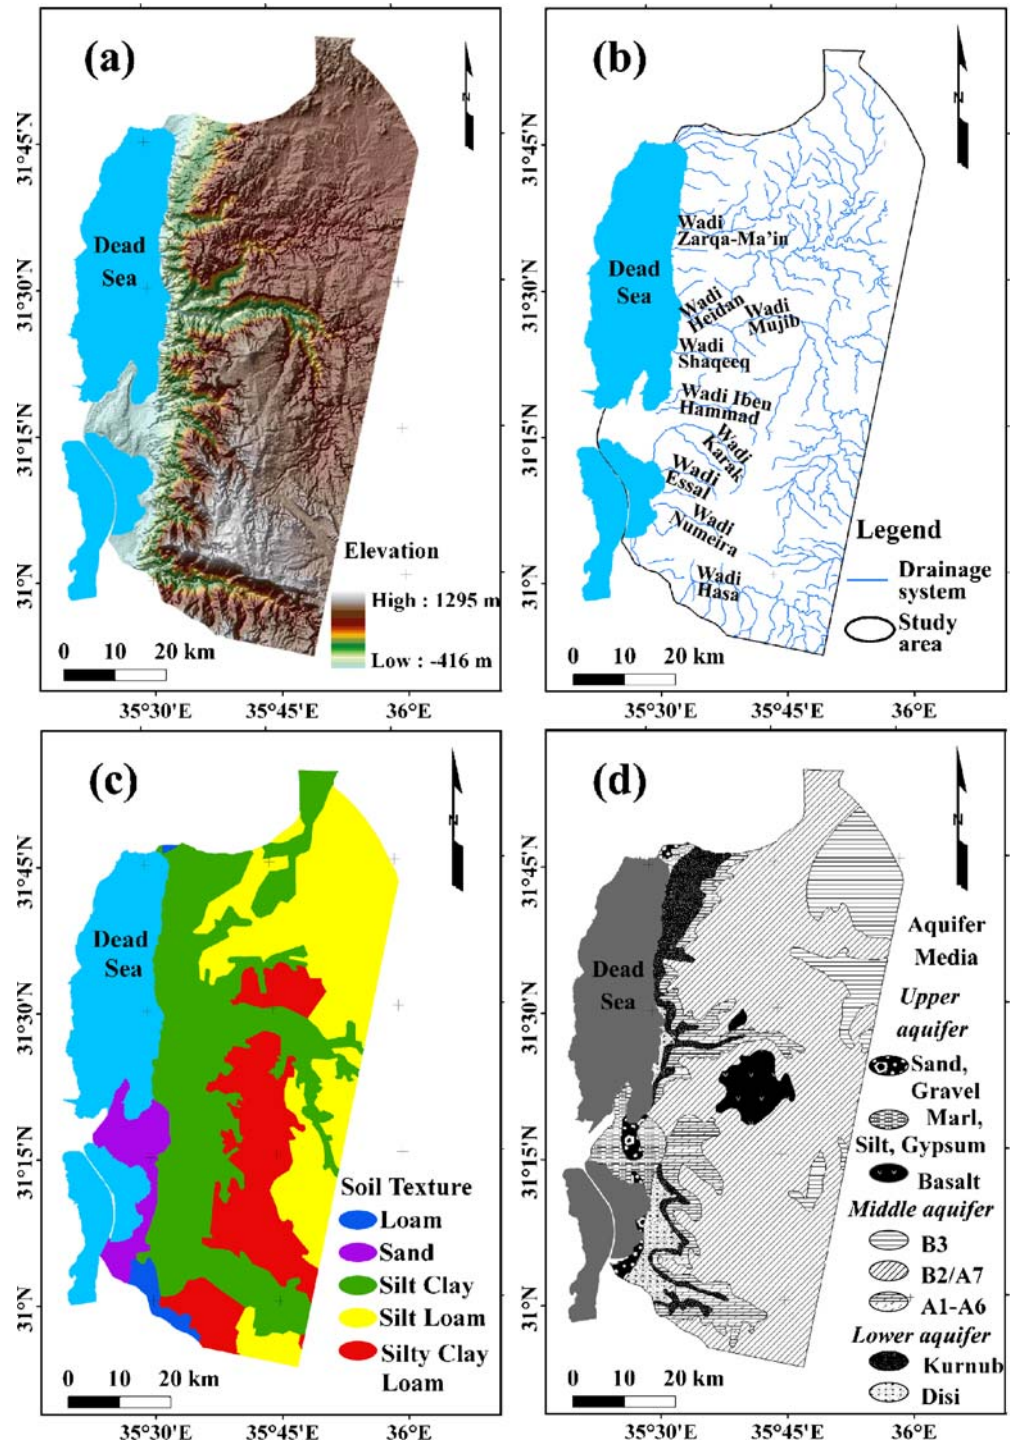 (a)
N
31°45'N
31°30'N
31°15'N
31°N
Dead
Sea
Elevation
High : 1295 m
Low : -416 m
0 10 20 km
35°30'E 35°45'E 36°E
(b)
N
31°45'N
31°30'N
31°15'N
31°N
Dead
Sea
Wadi
Zarqa-Ma'in
Wadi
Heidan
Wadi
Mujib
Wadi
Shaqeeq
Wadi Iben
Hammad
Wadi
Karak
Wadi
Essal
Wadi
Numeira
Wadi
Hasa
Legend
Drainage
system
Study
area
0 10 20 km
35°30'E 35°45'E 36°E
(c)
N
31°45'N
31°30'N
31°15'N
31°N
Dead
Sea
Soil Texture
Loam
Sand
Silt Clay
Silt Loam
Silty Clay
Loam
0 10 20 km
35°30'E 35°45'E 36°E
(d)
N
31°45'N
31°30'N
31°15'N
31°N
Dead
Sea
Aquifer
Media
Upper
aquifer
Sand,
Gravel
Marl,
Silt, Gypsum
Basalt
Middle aquifer
B3
B2/A7
A1-A6
Lower aquifer
Kurnub
Disi
0 10 20 km
35°30'E 35°45'E 36°E